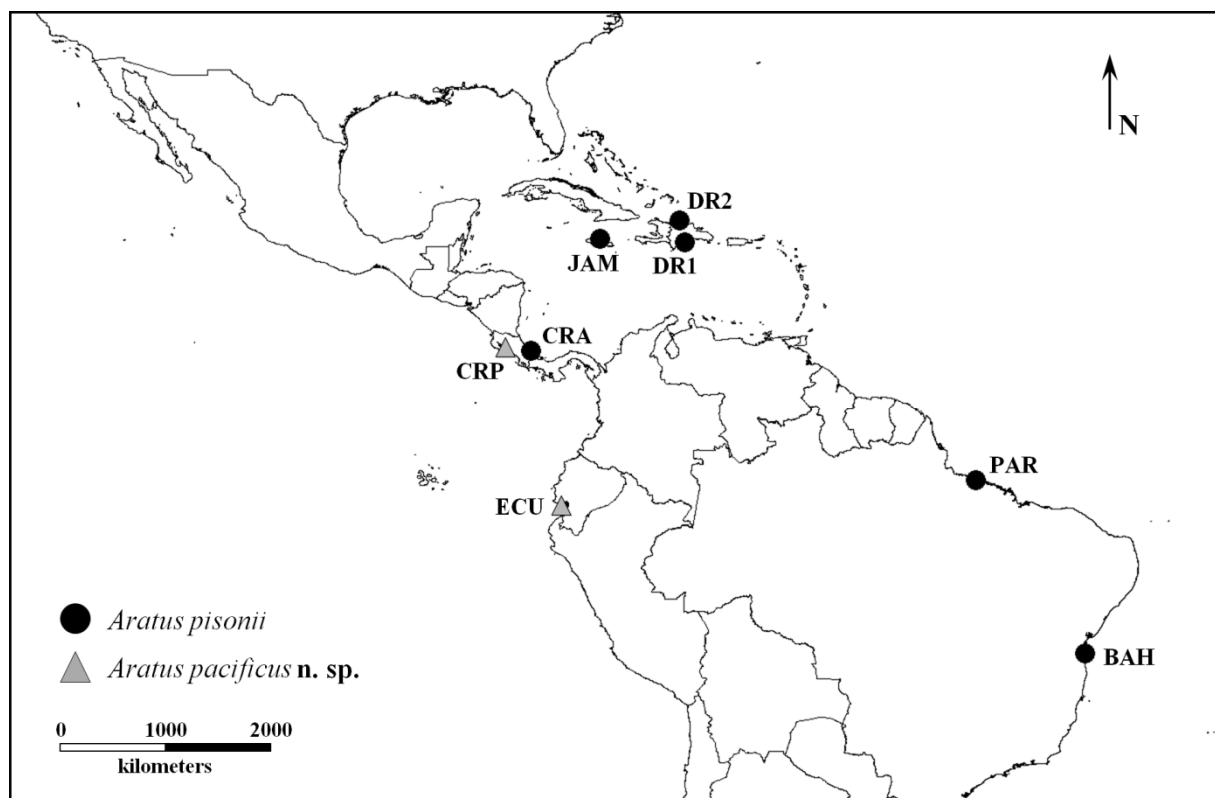 N
DR2
JAM
DR1
CRA
CRP
PAR
ECU
BAH
Aratus pisonii
Aratus pacificus n. sp.
0 1000 2000
kilometers